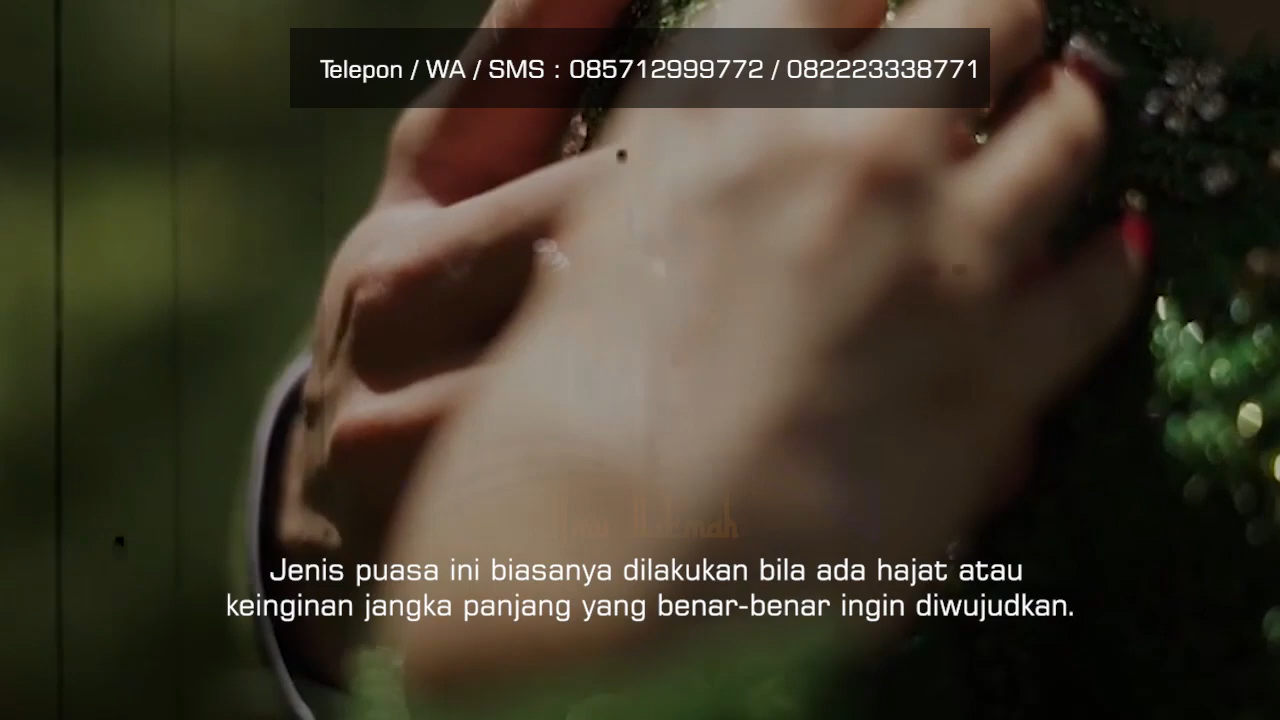 Telepon / WA / SMS : 085712999772 / 082223338771
Jenis puasa ini biasanya dilakukan bila ada hajat atau
keinginan jangka panjang yang benar-benar ingin diwujudkan.